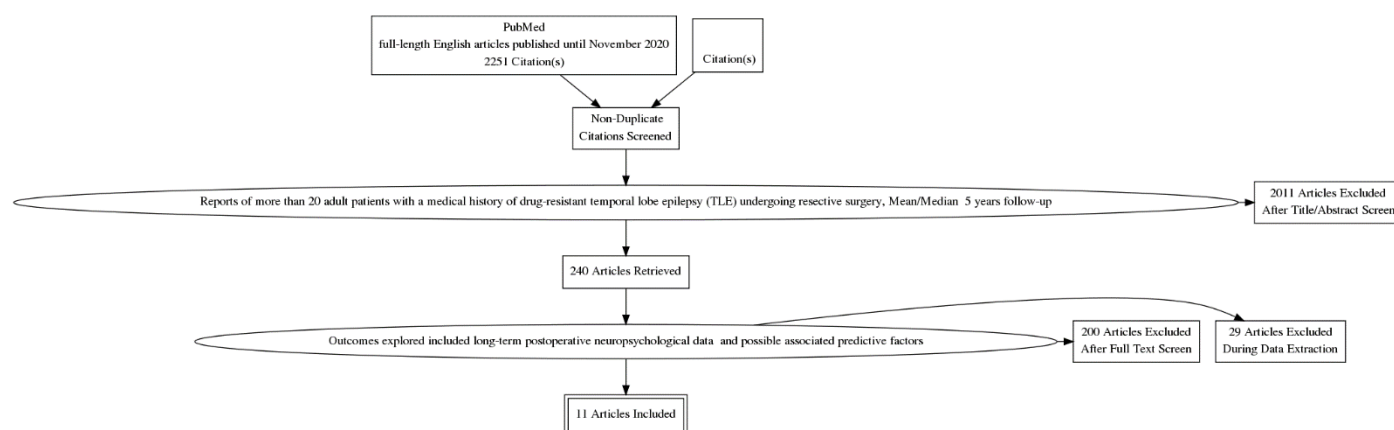 PubMed
full-length English articles published until November 2020
2251 Citation(s)
Citation(s)
Non-Duplicate
Citations Screened
Reports of more than 20 adult patients with a medical history of drug-resistant temporal lobe epilepsy (TLE) undergoing resective surgery, Mean/Median 5 years follow-up
2011 Articles Excluded
After Title/Abstract Screen
240 Articles Retrieved
Outcomes explored included long-term postoperative neuropsychological data and possible associated predictive factors
200 Articles Excluded
After Full Text Screen
29 Articles Excluded
During Data Extraction
11 Articles Included